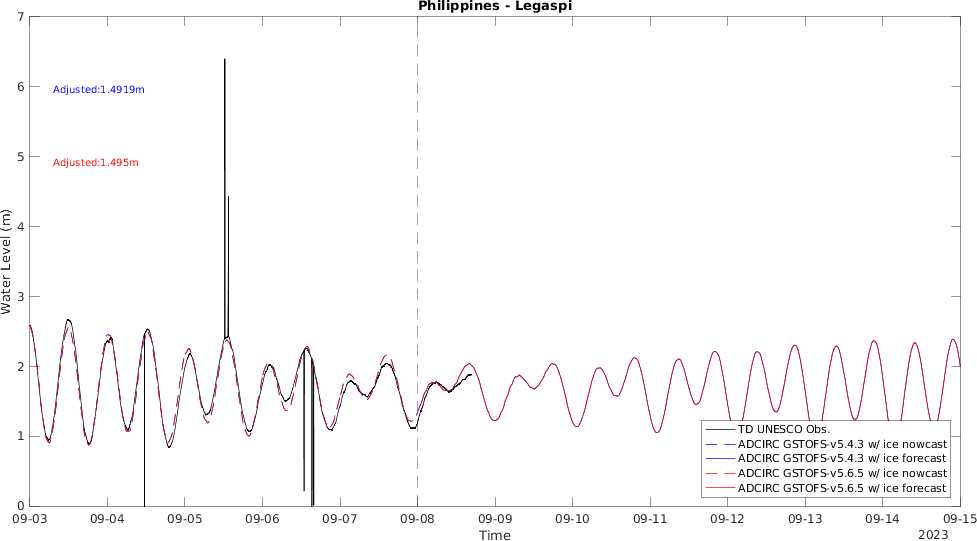 Philippines - Legaspi
7
6
5
4
3
2
1
0
Water Level (m)
Adjusted:1.4919m
Adjusted:1.495m
TD UNESCO Obs.
ADCIRC GSTOFS-v5.4.3 w/ ice nowcast
ADCIRC GSTOFS-v5.4.3 w/ ice forecast
ADCIRC GSTOFS-v5.6.5 w/ ice nowcast
ADCIRC GSTOFS-v5.6.5 w/ ice forecast
09-03 09-04 09-05 09-06 09-07 09-08 09-09 09-10 09-11 09-12 09-13 09-14 09-15
Time
2023